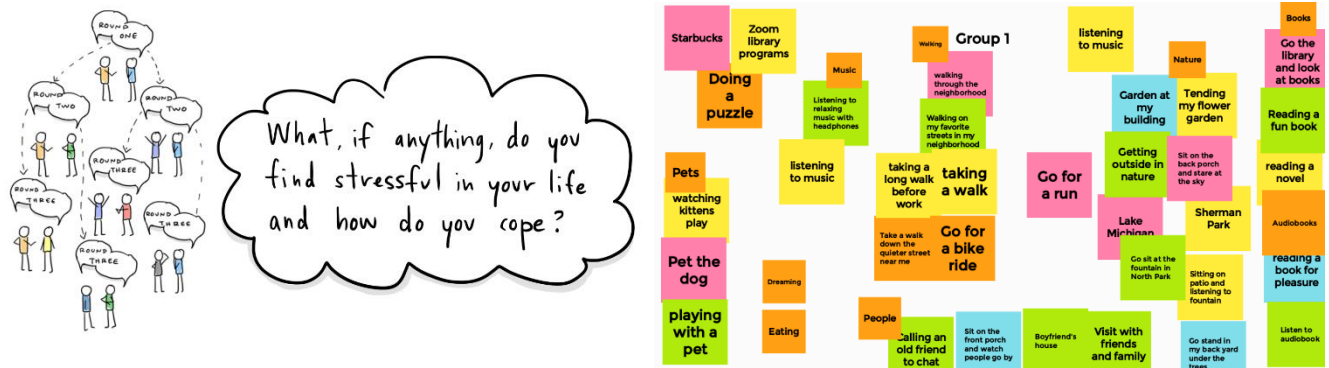 ROUND
ONE
ROUND
TWO
ROUND
TWO
ROUND
THREE
ROUND
THREE
ROUND
THREE
ROUND
THREE
What, if anything, do you
find stressful in your life
and how do you cope?
Starbucks
Zoom
library
programs
Doing
a
puzzle
Music
Listening to
relaxing
music with
headphones
listening
to music
Walking
Group 1
walking
through the
neighborhood
Walking on
my favorite
streets in my
neighborhood
taking a
long walk
before
work
taking
a walk
Take a walk
down the
quieter street
near me
Go for
a bike
ride
listening
to music
Go for
a run
Nature
Garden at
my
building
Tending
my flower
garden
Getting
outside in
nature
Sit on the
back porch
and stare at
the sky
Lake
Michigan
Sherman
Park
Go sit at the
fountain in
North Park
Sitting on
patio and
listening to
fountain
Go stand in
my back yard
under the
trees
Books
Go the
library
and look
at books
Reading a
fun book
reading
a novel
Audiobooks
reading a
book for
pleasure
Listen to
audiobook
Pets
watching
kittens
play
Pet the
dog
playing
with a
pet
Dreaming
Eating
People
Calling an
old friend
to chat
Sit on the
front porch
and watch
people go by
Boyfriend's
house
Visit with
friends
and family